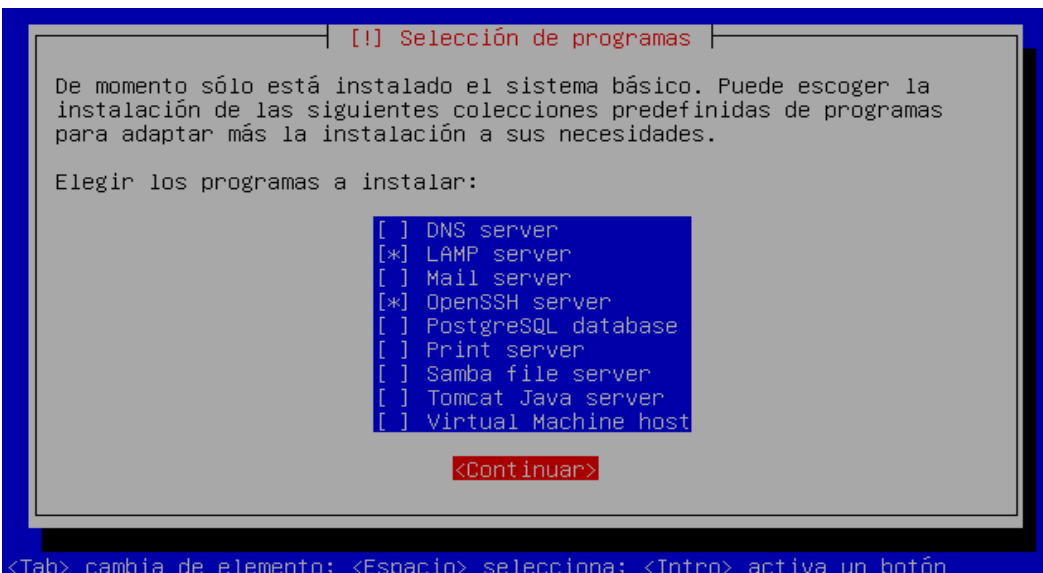 [!] Selección de programas
De momento sólo está instalado el sistema básico. Puede escoger la
instalación de las siguientes colecciones predefinidas de programas
para adaptar más la instalación a sus necesidades.
Elegir los programas a instalar:
[ ] DNS server
[*] LAMP server
[ ] Mail server
[*] OpenSSH server
[ ] PostgreSQL database
[ ] Print server
[ ] Samba file server
[ ] Tomcat Java server
[ ] Virtual Machine host
<Continuar>
<Tab> cambia de elemento; <Espacio> selecciona; <Intro> activa un botón